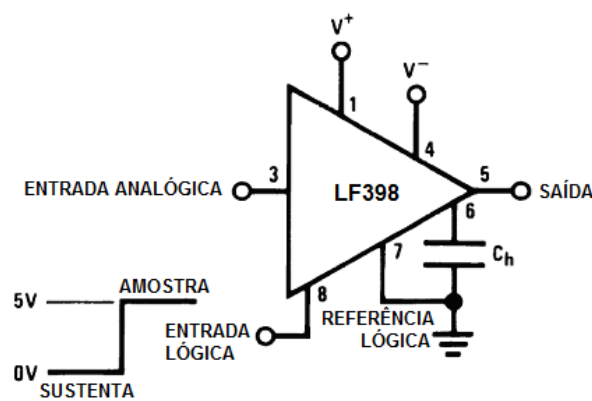 V+
V−
1
4
3
5
ENTRADA ANALÓGICA
LF398
SAÍDA
6
7
Ch
8
AMOSTRA
5V
REFERÊNCIA
LÓGICA
ENTRADA
LÓGICA
0V
SUSTENTA